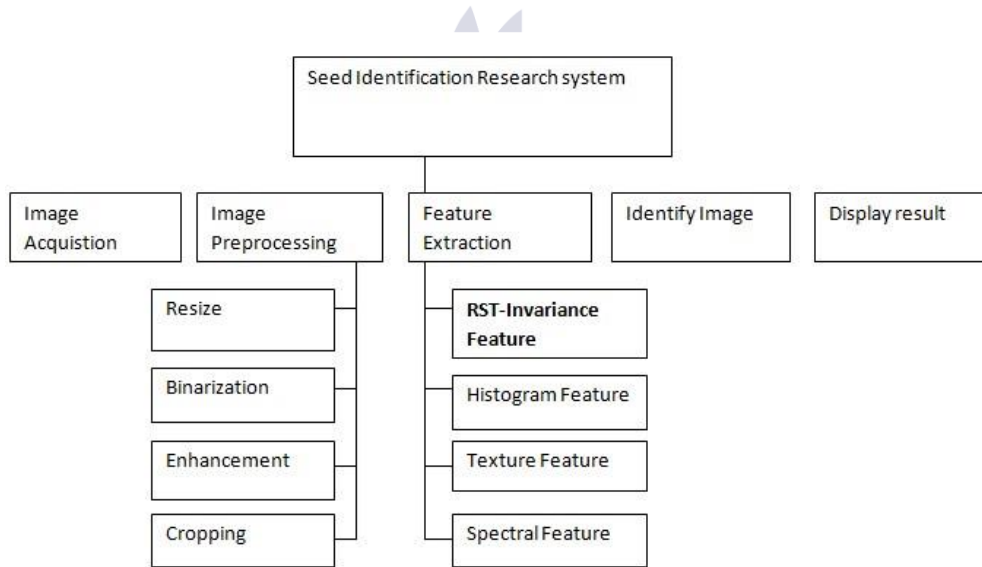 Seed Identification Research system
Image
Acquistion
Image
Preprocessing
Feature
Extraction
Identify Image
Display result
Resize
Binarization
Enhancement
Cropping
RST-Invariance
Feature
Histogram Feature
Texture Feature
Spectral Feature